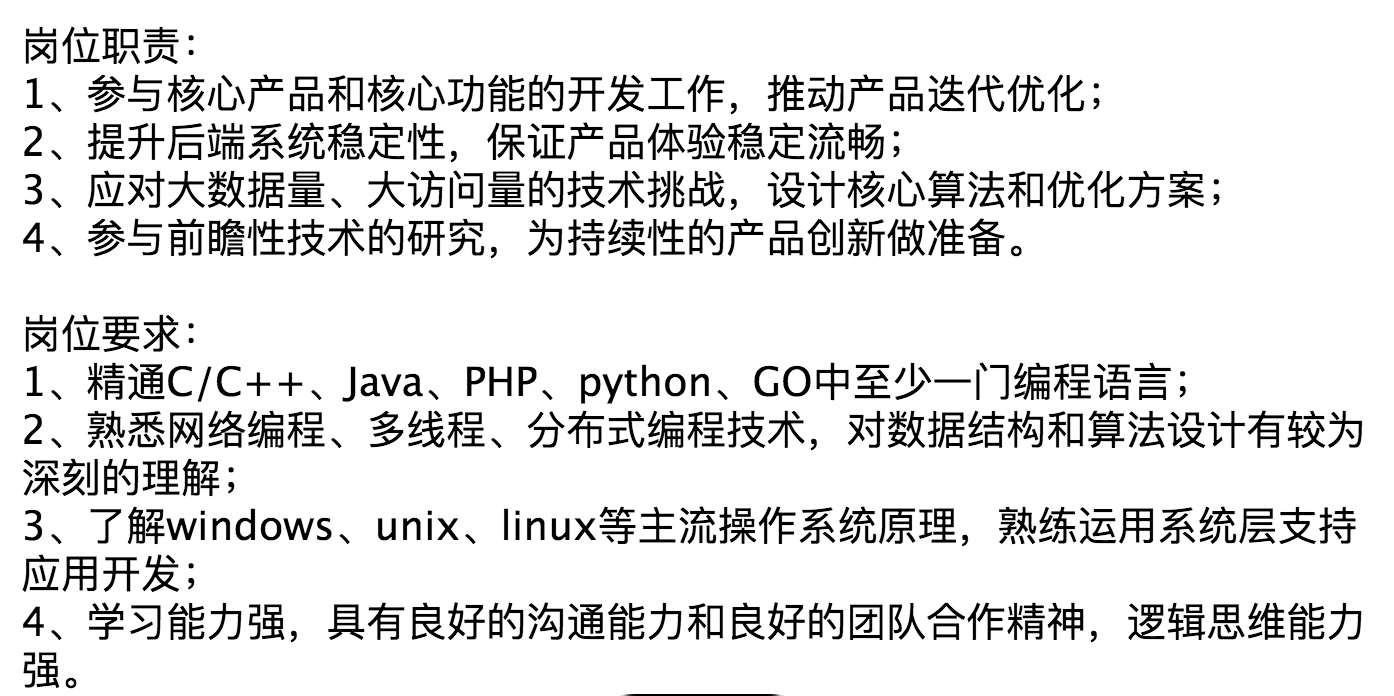 岗位职责：
1、参与核心产品和核心功能的开发工作，推动产品迭代优化；
2、提升后端系统稳定性，保证产品体验稳定流畅；
3、应对大数据量、大访问量的技术挑战，设计核心算法和优化方案；
4、参与前瞻性技术的研究，为持续性的产品创新做准备。
岗位要求：
1、精通C/C++、Java、PHP、python、GO中至少一门编程语言；
2、熟悉网络编程、多线程、分布式编程技术，对数据结构和算法设计有较为
深刻的理解；
3、了解windows、unix、linux等主流操作系统原理，熟练运用系统层支持
应用开发；
4、学习能力强，具有良好的沟通能力和良好的团队合作精神，逻辑思维能力
强。